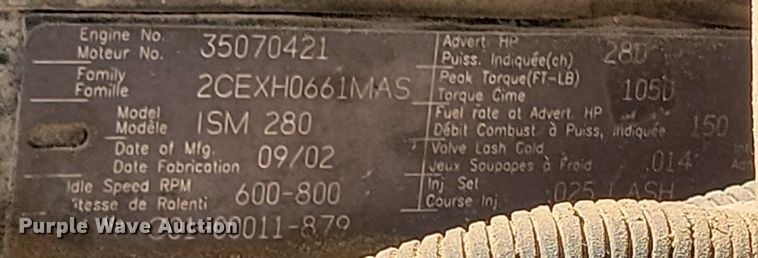 Engine No.
Moteur No. 35070421
Family
Famille 2CEXH0661MAS
Model
Modèle ISM 280
Date of Mfg.
Date Fabrication 09/02
Idle Speed RPM
Vitesse de Ralenti 600-800
Advert HP
Puiss. Indiquée(ch) 280
Peak Torque(FT-LB)
Torque Cime 1050
Fuel rate at Advert. HP
Débit Combust à Puiss, indiquée 150
Valve Lash Cold
Jeux Soupapes à Froid .014
Inj Set
Course Inj .025 LASH
Purple Wave Auction